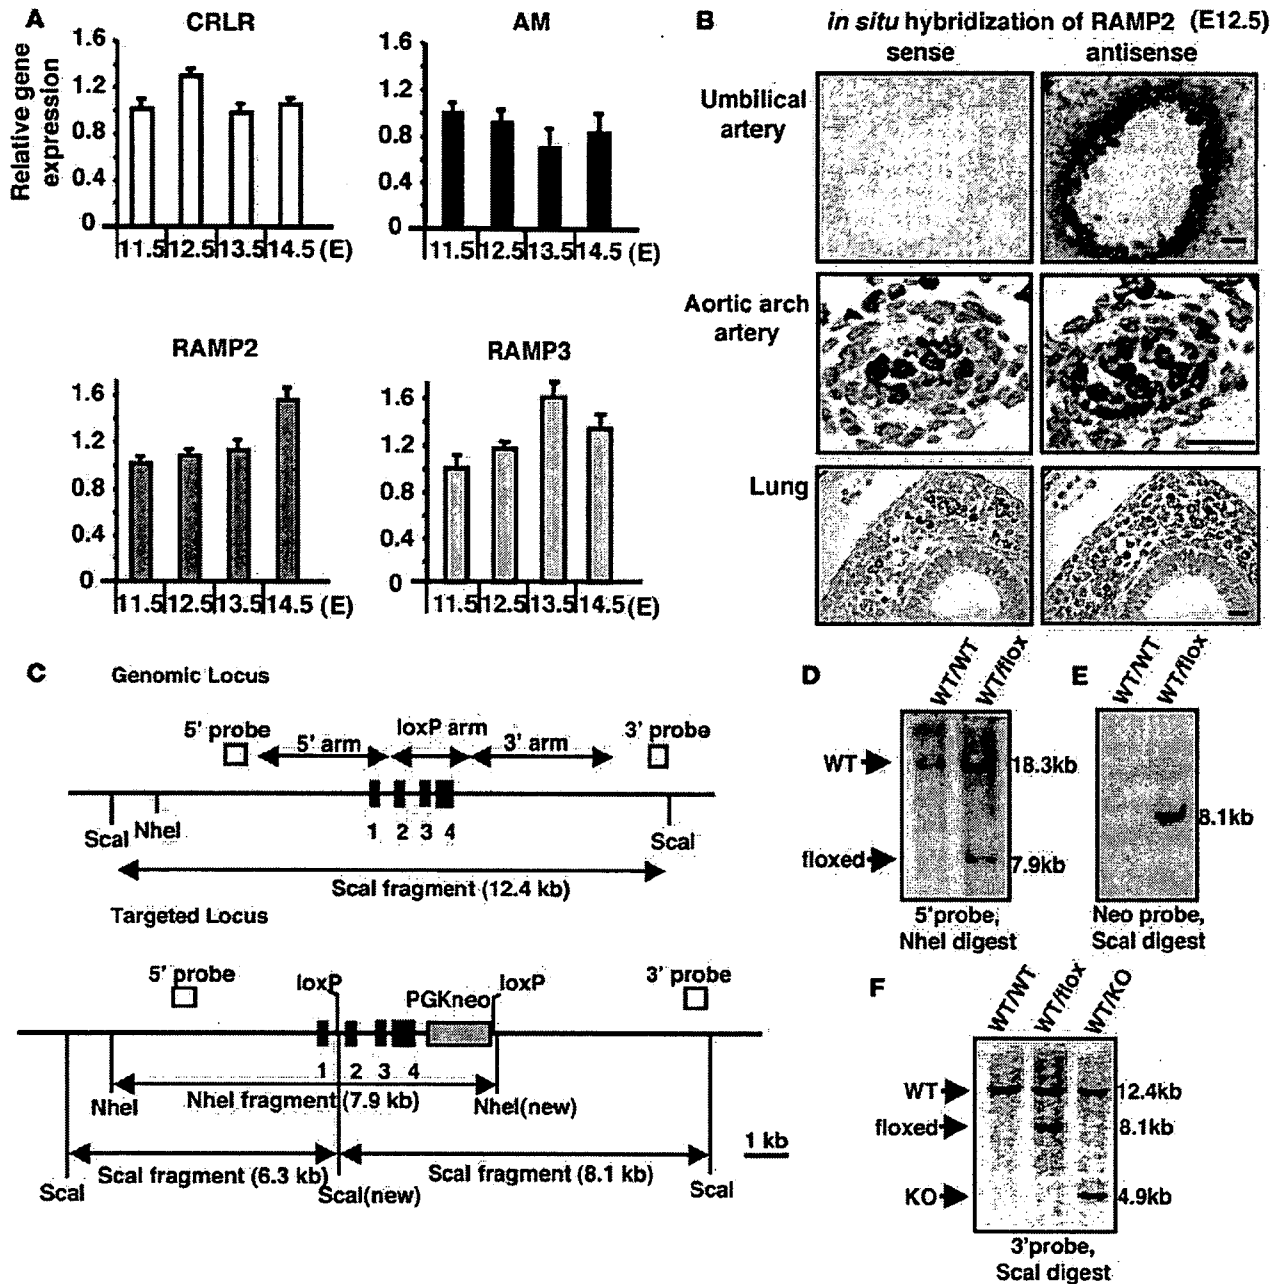 A
CRLR
Relative gene
expression
1.6
1.2
0.8
0.4
0
11.5 12.5 13.5 14.5 (E)
AM
1.6
1.2
0.8
0.4
0
11.5 12.5 13.5 14.5 (E)
RAMP2
1.6
1.2
0.8
0.4
0
11.5 12.5 13.5 14.5 (E)
RAMP3
1.6
1.2
0.8
0.4
0
11.5 12.5 13.5 14.5 (E)
B
in situ hybridization of RAMP2 (E12.5)
sense antisense
Umbilical
artery
Aortic arch
artery
Lung
C
Genomic Locus
5' probe
5' arm
loxP arm
3' arm
3' probe
ScaI NheI 1 2 3 4 ScaI
ScaI fragment (12.4 kb)
Targeted Locus
5' probe
loxP
PGKneo
loxP
3' probe
1 2 3 4
NheI
NheI fragment (7.9 kb)
NheI(new)
1 kb
ScaI fragment (6.3 kb)
ScaI fragment (8.1 kb)
ScaI
ScaI(new)
ScaI
D
WT/WT
WT/flox
WT
18.3kb
floxed
7.9kb
5'probe,
NheI digest
E
WT/WT
WT/flox
8.1kb
Neo probe,
ScaI digest
F
WT/WT
WT/flox
WT/KO
WT
12.4kb
floxed
8.1kb
KO
4.9kb
3'probe,
ScaI digest